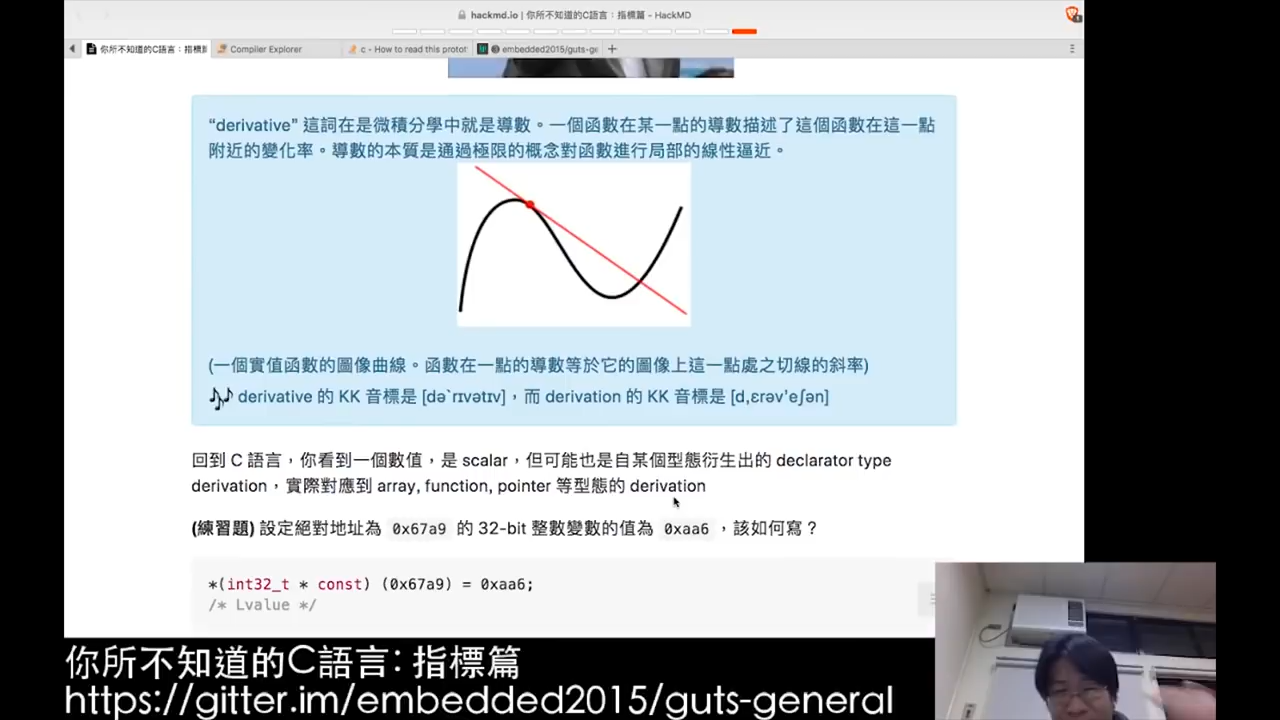 hackmd.io | 你所不知道的C語言：指標篇 – HackMD
你所不知道的C語言：指標
Compiler Explorer
c - How to read this protot
embedded2015/guts-ge
“derivative” 這詞在是微積分學中就是導數。一個函數在某一點的導數描述了這個函數在這一點
附近的變化率。導數的本質是通過極限的概念對函數進行局部的線性逼近。
(一個實值函數的圖像曲線。函數在一點的導數等於它的圖像上這一點處之切線的斜率)
🎶 derivative 的 KK 音標是 [dəˋrɪvətɪv]，而 derivation 的 KK 音標是 [d͵ɛrəvˈeʃən]
回到 C 語言，你看到一個數值，是 scalar，但可能也是自某個型態衍生出的 declarator type
derivation，實際對應到 array, function, pointer 等型態的 derivation
(練習題) 設定絕對地址為 0x67a9 的 32-bit 整數變數的值為 0xaa6，該如何寫？
*(int32_t * const) (0x67a9) = 0xaa6;
/* Lvalue */
你所不知道的C語言: 指標篇
https://gitter.im/embedded2015/guts-general